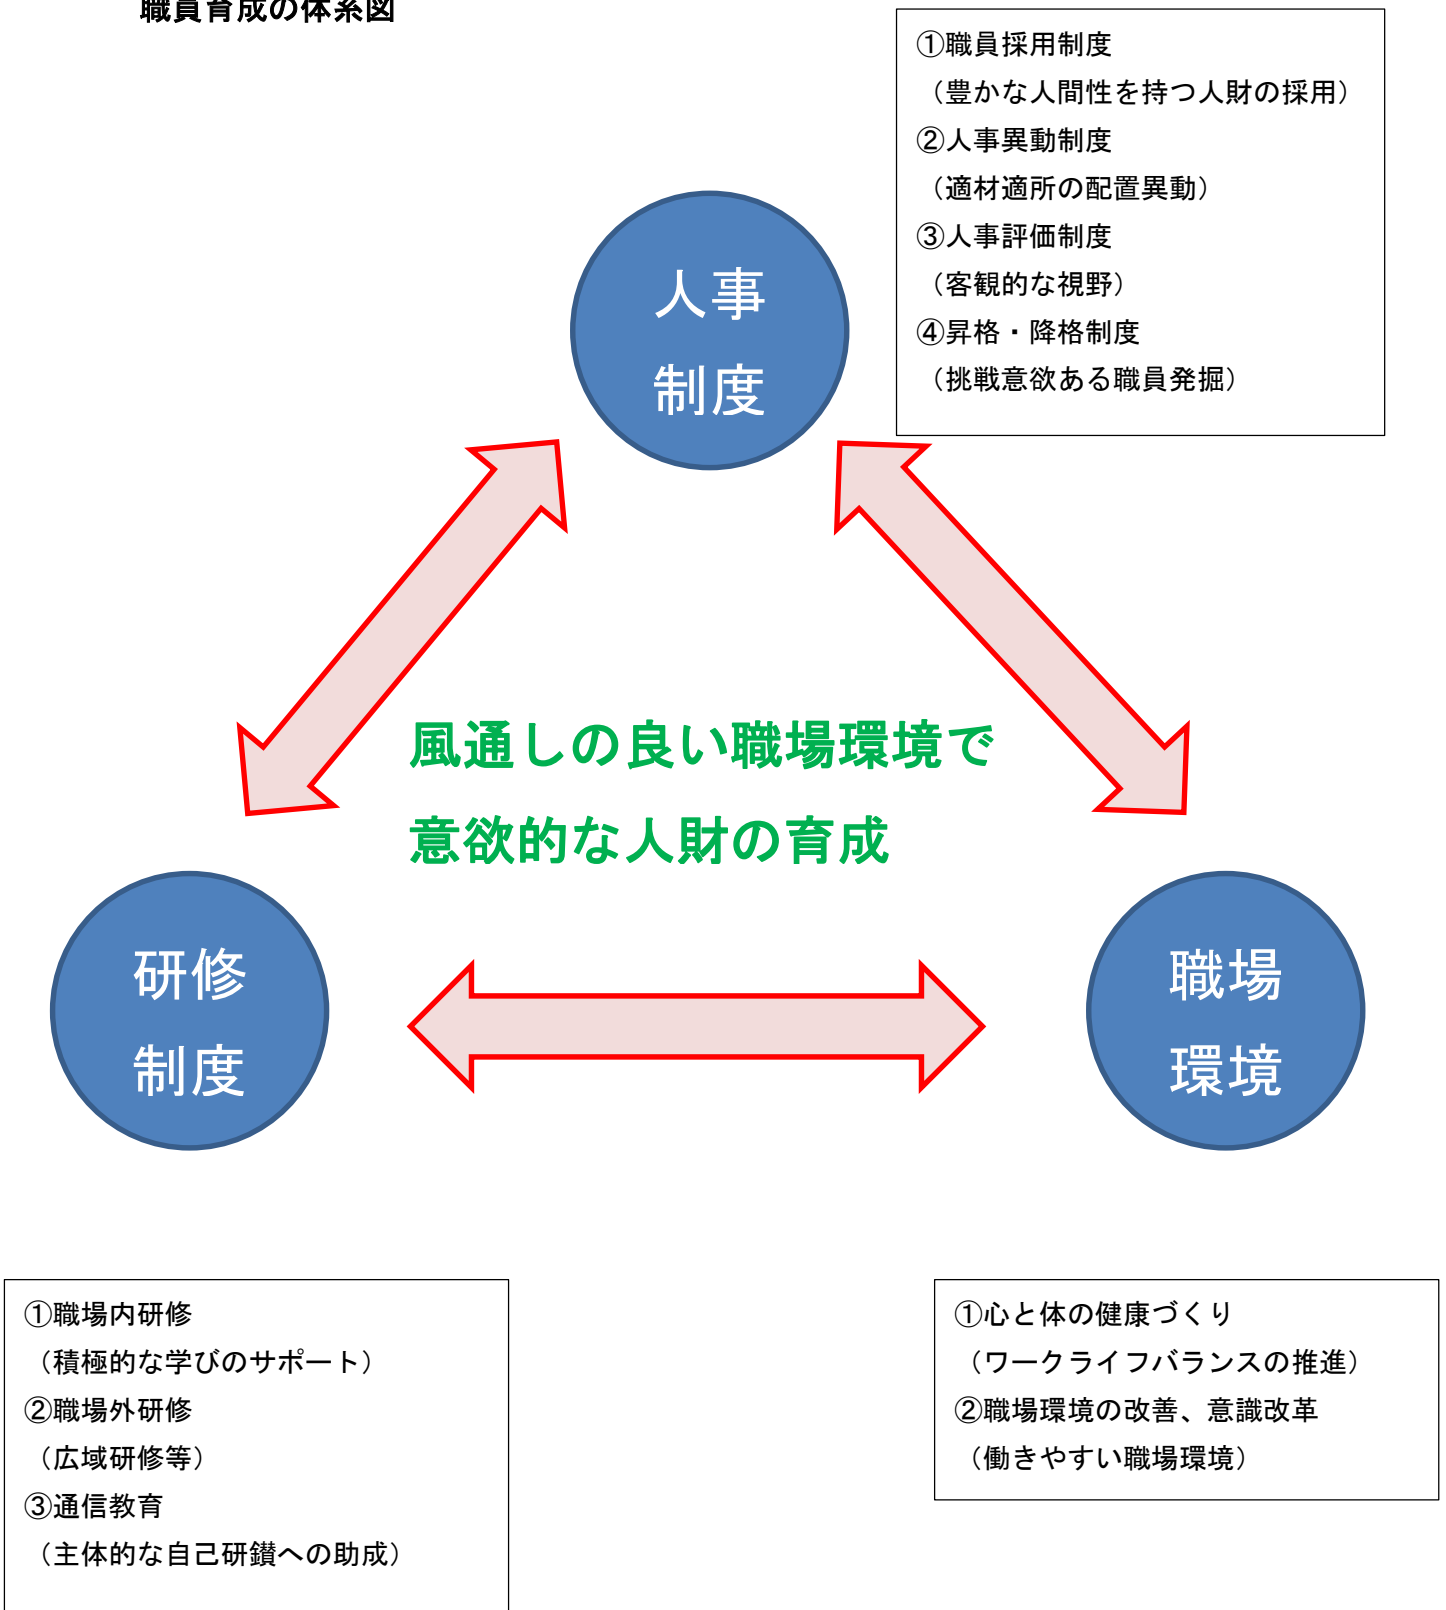 職員育成の体系図
①職員採用制度
（豊かな人間性を持つ人財の採用）
②人事異動制度
（適材適所の配置異動）
③人事評価制度
（客観的な視野）
④昇格・降格制度
（挑戦意欲ある職員発掘）
人事
制度
風通しの良い職場環境で
意欲的な人財の育成
研修
制度
職場
環境
①職場内研修
（積極的な学びのサポート）
②職場外研修
（広域研修等）
③通信教育
（主体的な自己研鑚への助成）
①心と体の健康づくり
（ワークライフバランスの推進）
②職場環境の改善、意識改革
（働きやすい職場環境）